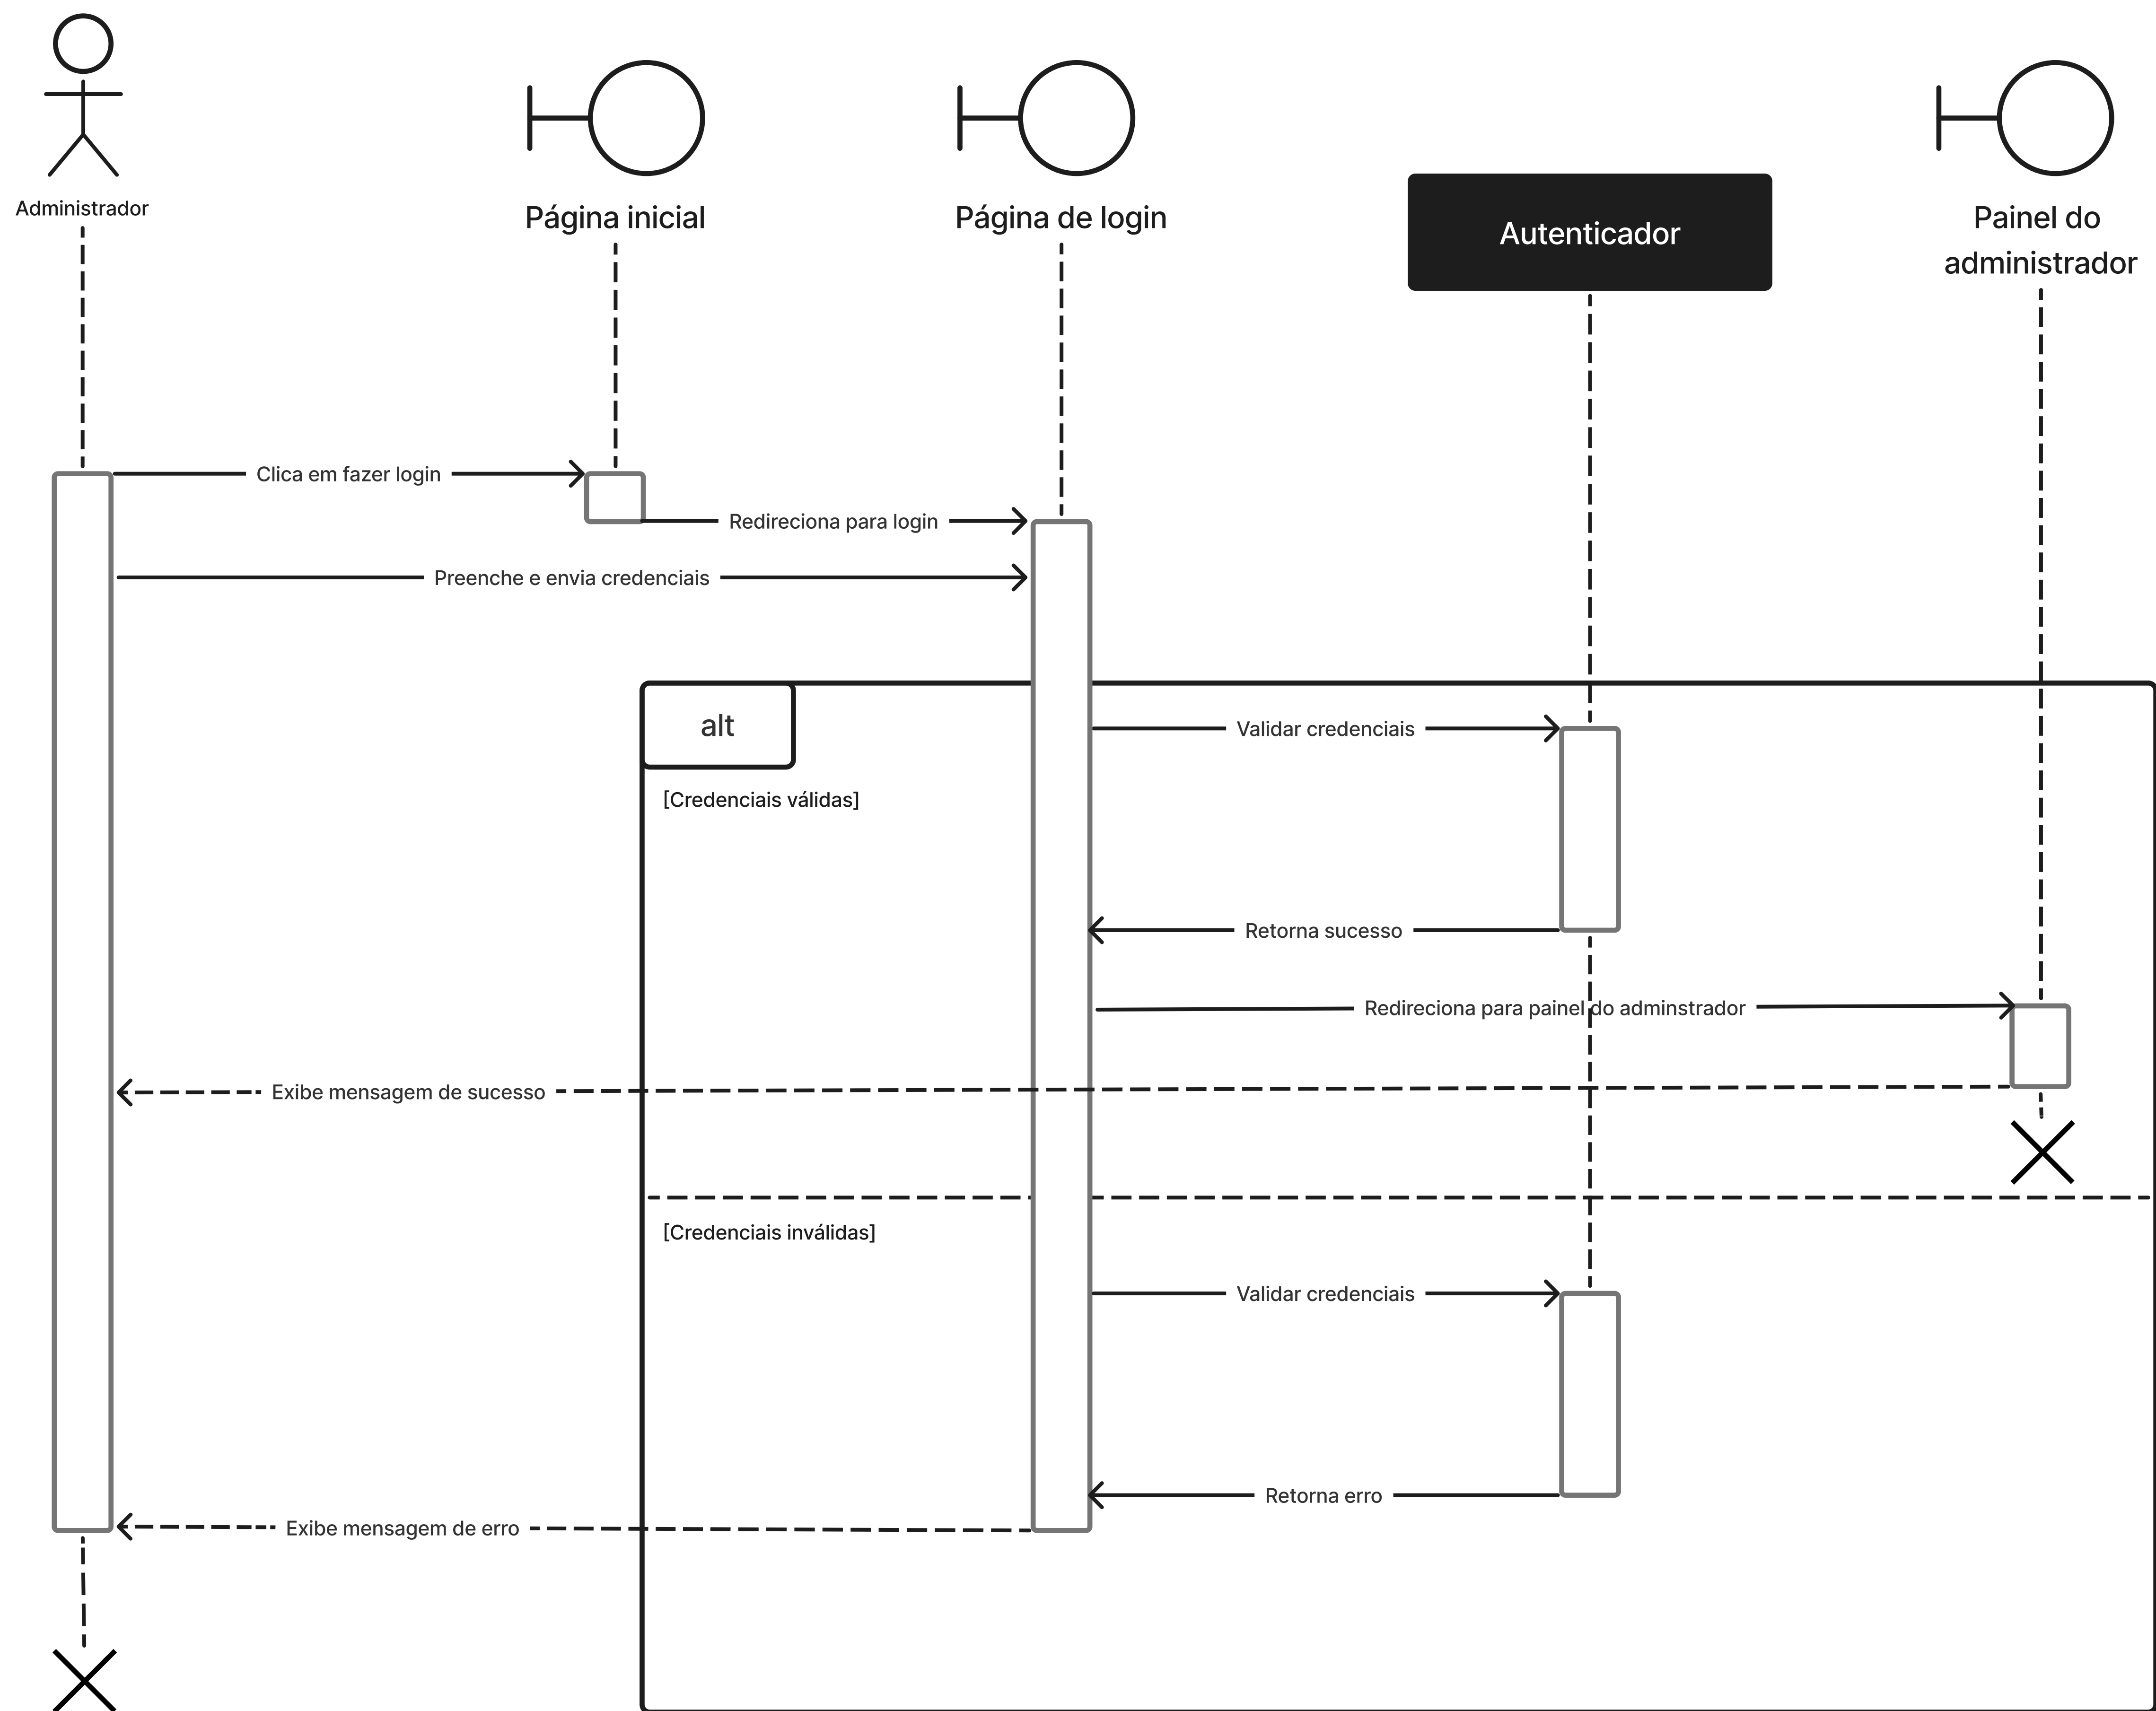 Administrador
Página inicial
Página de login
Autenticador
Painel do
administrador
Clica em fazer login
Redireciona para login
Preenche e envia credenciais
alt
Validar credenciais
[Credenciais válidas]
Retorna sucesso
Redireciona para painel do adminstrador
Exibe mensagem de sucesso
[Credenciais inválidas]
Validar credenciais
Retorna erro
Exibe mensagem de erro